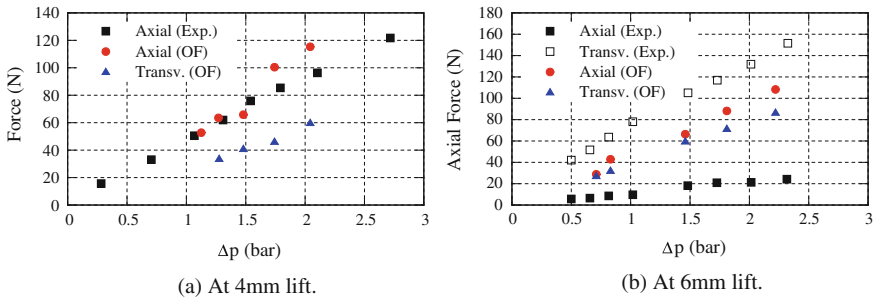 Force (N)
140
120
100
80
60
40
20
0
0
0.5
1
1.5
2
2.5
3
Δp (bar)
Axial (Exp.)
Axial (OF)
Transv. (OF)
(a) At 4mm lift.
Axial Force (N)
180
160
140
120
100
80
60
40
20
0
0
0.5
1
1.5
2
2.5
3
Δp (bar)
Axial (Exp.)
Transv. (Exp.)
Axial (OF)
Transv. (OF)
(b) At 6mm lift.